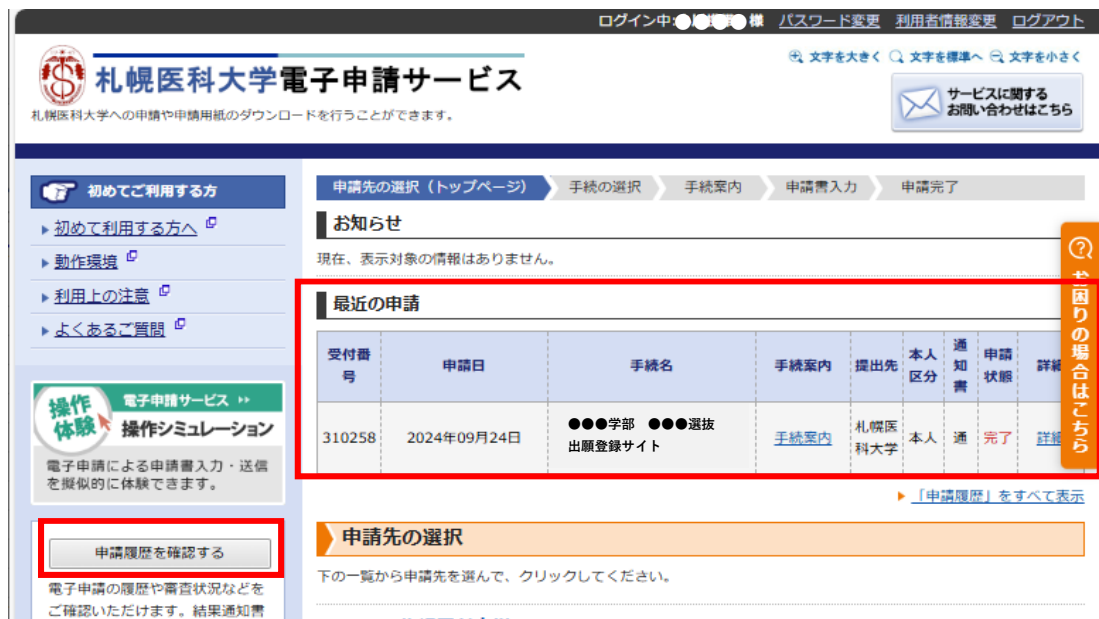 ログイン中: 様 パスワード変更 利用者情報変更 ログアウト
札幌医科大学電子申請サービス
文字を大きく 文字を標準へ 文字を小さく
サービスに関する
お問い合わせはこちら
札幌医科大学への申請や申請用紙のダウンロードを行うことができます。
初めてご利用する方
初めて利用する方へ
動作環境
利用上の注意
よくあるご質問
操作体験
電子申請サービス
操作シミュレーション
電子申請による申請書入力・送信
を擬似的に体験できます。
申請履歴を確認する
電子申請の履歴や審査状況などを
ご確認いただけます。結果通知書
申請先の選択（トップページ） 手続の選択 手続案内 申請書入力 申請完了
お知らせ
現在、表示対象の情報はありません。
最近の申請
受付番号 申請日 手続名 手続案内 提出先 本人区分 通知書 申請状態 詳細
310258 2024年09月24日 ●●●学部 ●●●選抜 出願登録サイト 手続案内 札幌医科大学 本人 通 完了 詳細
「申請履歴」をすべて表示
申請先の選択
下の一覧から申請先を選んで、クリックしてください。
お困りの場合はこちら